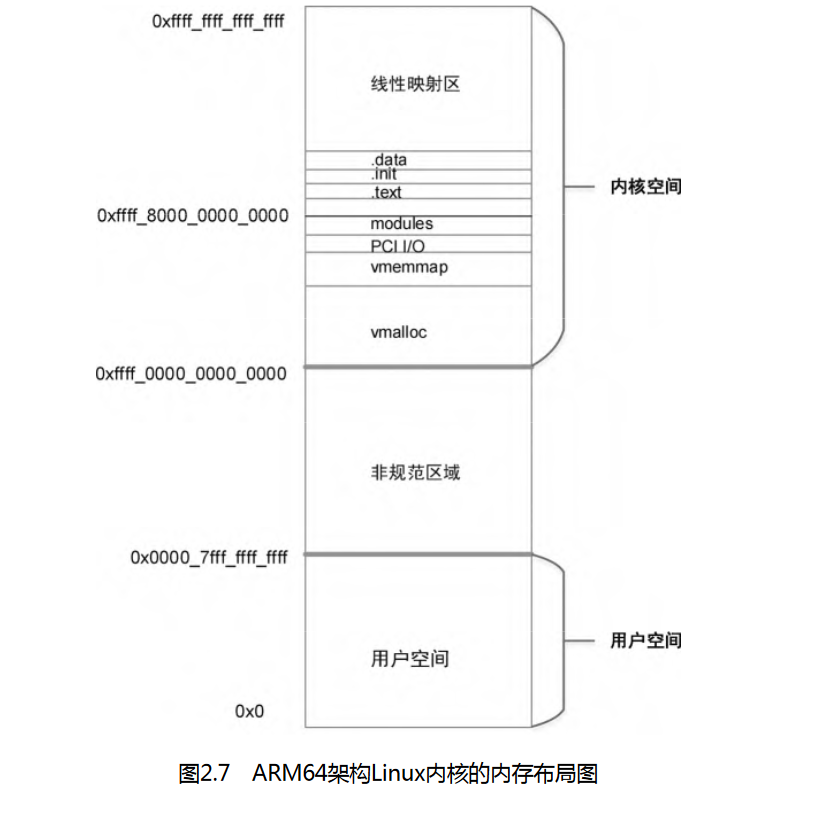 0xffff_ffff_ffff_ffff
线性映射区
.data
.init
.text
内核空间
0xffff_8000_0000_0000
modules
PCI I/O
vmemmap
vmalloc
0xffff_0000_0000_0000
非规范区域
0x0000_7fff_ffff_ffff
用户空间
用户空间
0x0
图2.7 ARM64架构Linux内核的内存布局图